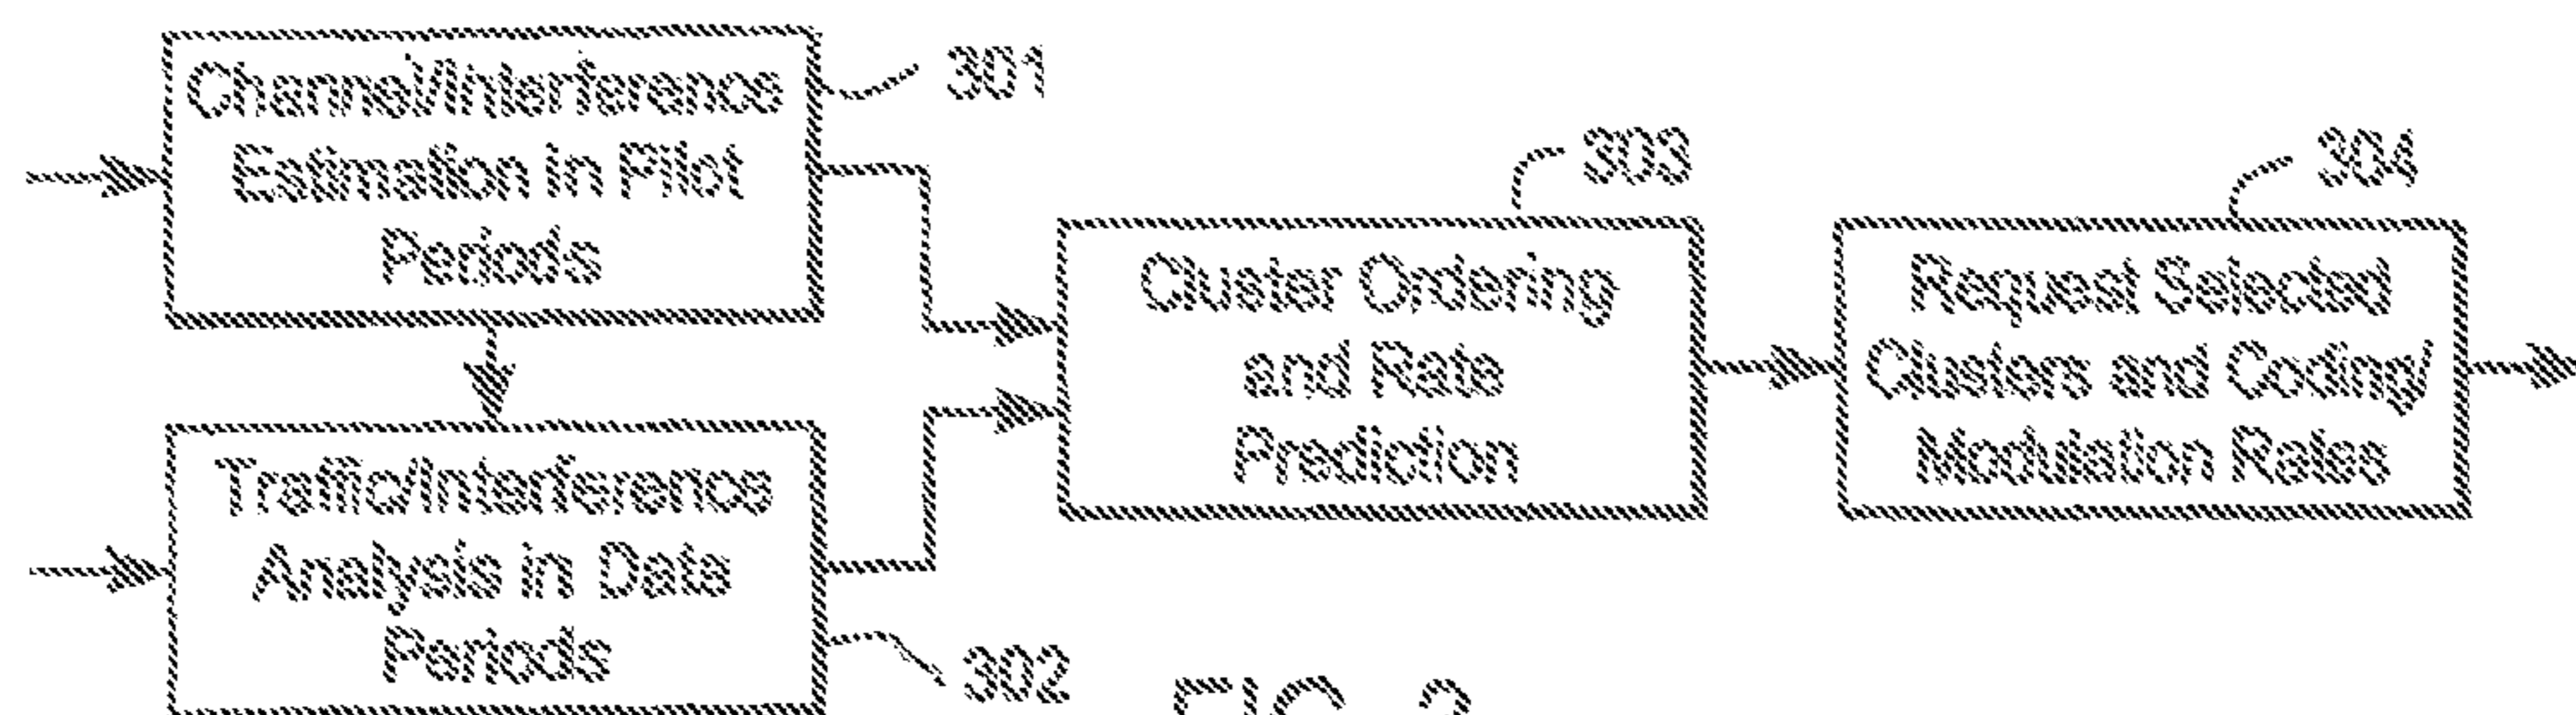 Channel/Interference
Estimation in Pilot
Periods
301
Traffic/Interference
Analysis in Data
Periods
302
Cluster Ordering
and Rate
Prediction
303
Request Selected
Clusters and Coding/
Modulation Rates
304
FIG.